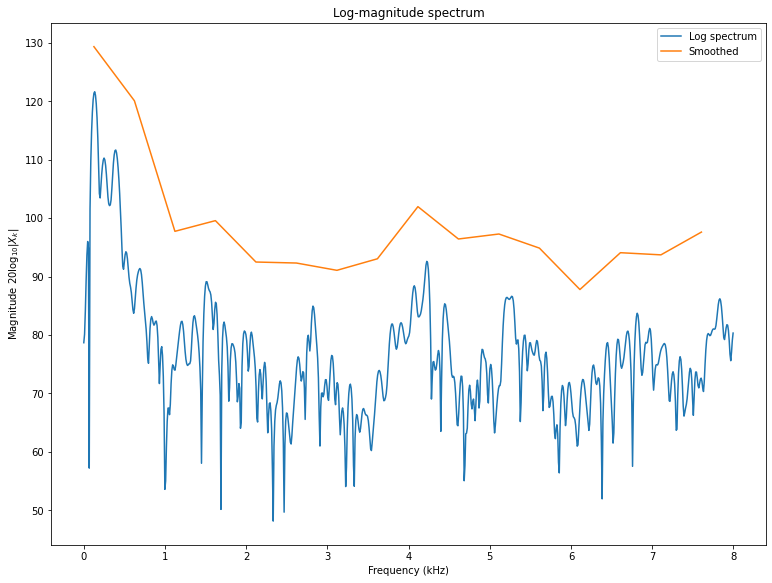 Log-magnitude spectrum
Log spectrum
Smoothed
Magnitude 20log₁₀|Xₖ|
130
120
110
100
90
80
70
60
50
0 1 2 3 4 5 6 7 8
Frequency (kHz)